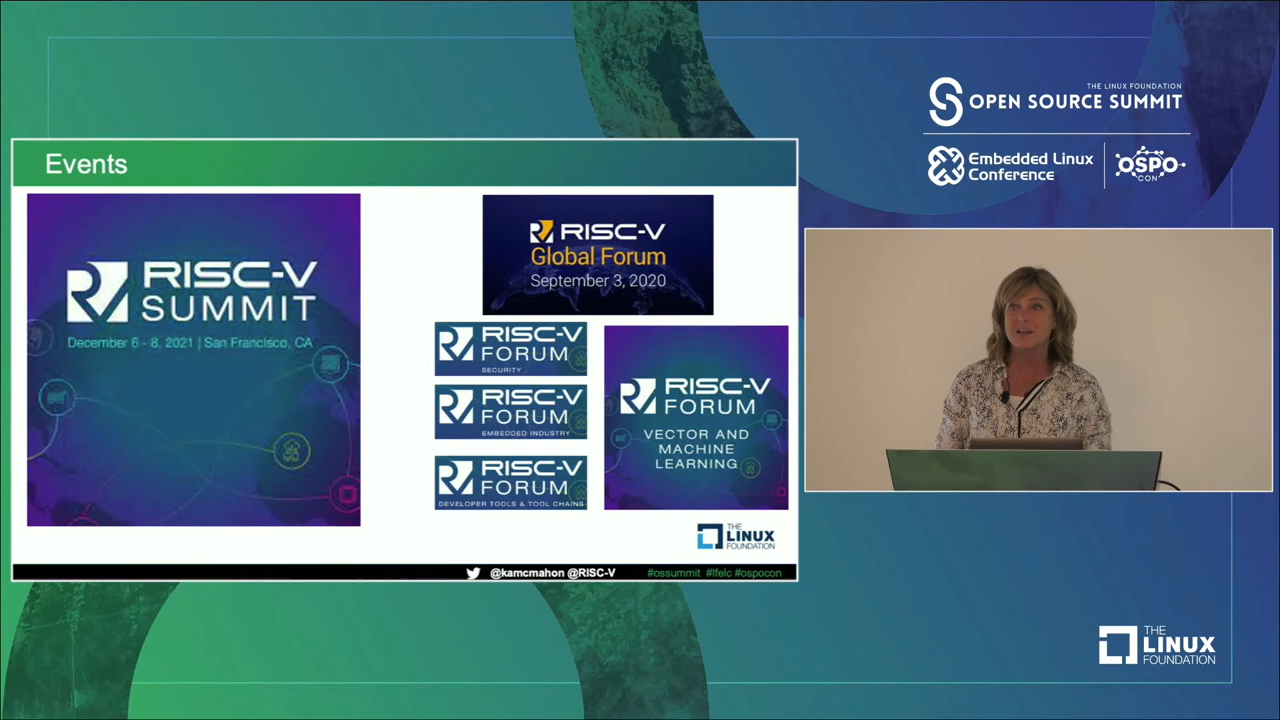 THE LINUX FOUNDATION
OPEN SOURCE SUMMIT
Embedded Linux
Conference
OSPO
CON
Events
RISC-V
SUMMIT
December 6 - 8, 2021 | San Francisco, CA
RISC-V
Global Forum
September 3, 2020
RISC-V
FORUM
SECURITY
RISC-V
FORUM
EMBEDDED INDUSTRY
RISC-V
FORUM
DEVELOPER TOOLS & TOOL CHAINS
RISC-V
FORUM
VECTOR AND
MACHINE
LEARNING
THE
LINUX
FOUNDATION
@kamcmahon @RISC-V
#ossummit #lfelc #ospocon
THE
LINUX
FOUNDATION